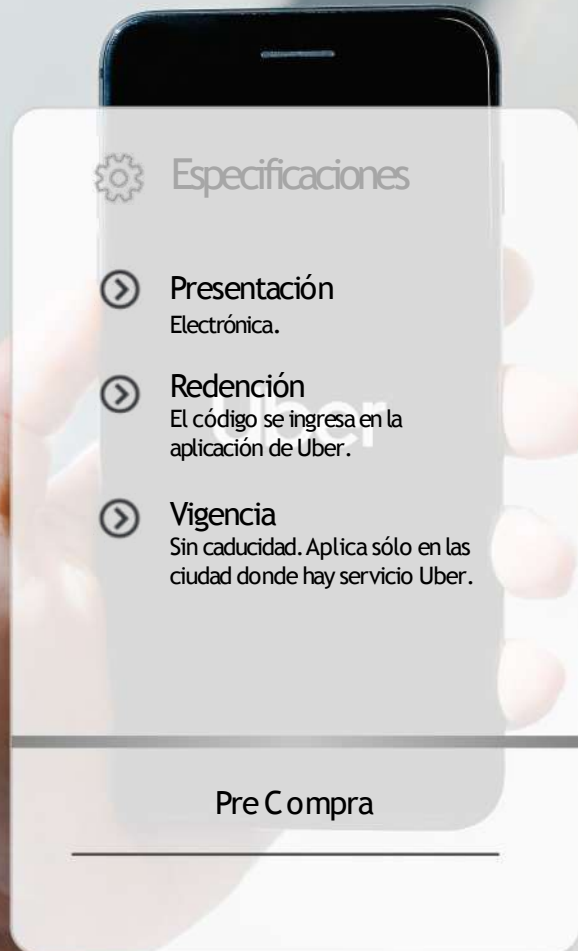 Especificaciones
Presentación
Electrónica.
Redención
El código se ingresa en la
aplicación de Uber.
Uber
Vigencia
Sin caducidad. Aplica sólo en las
ciudad donde hay servicio Uber.
Pre Compra